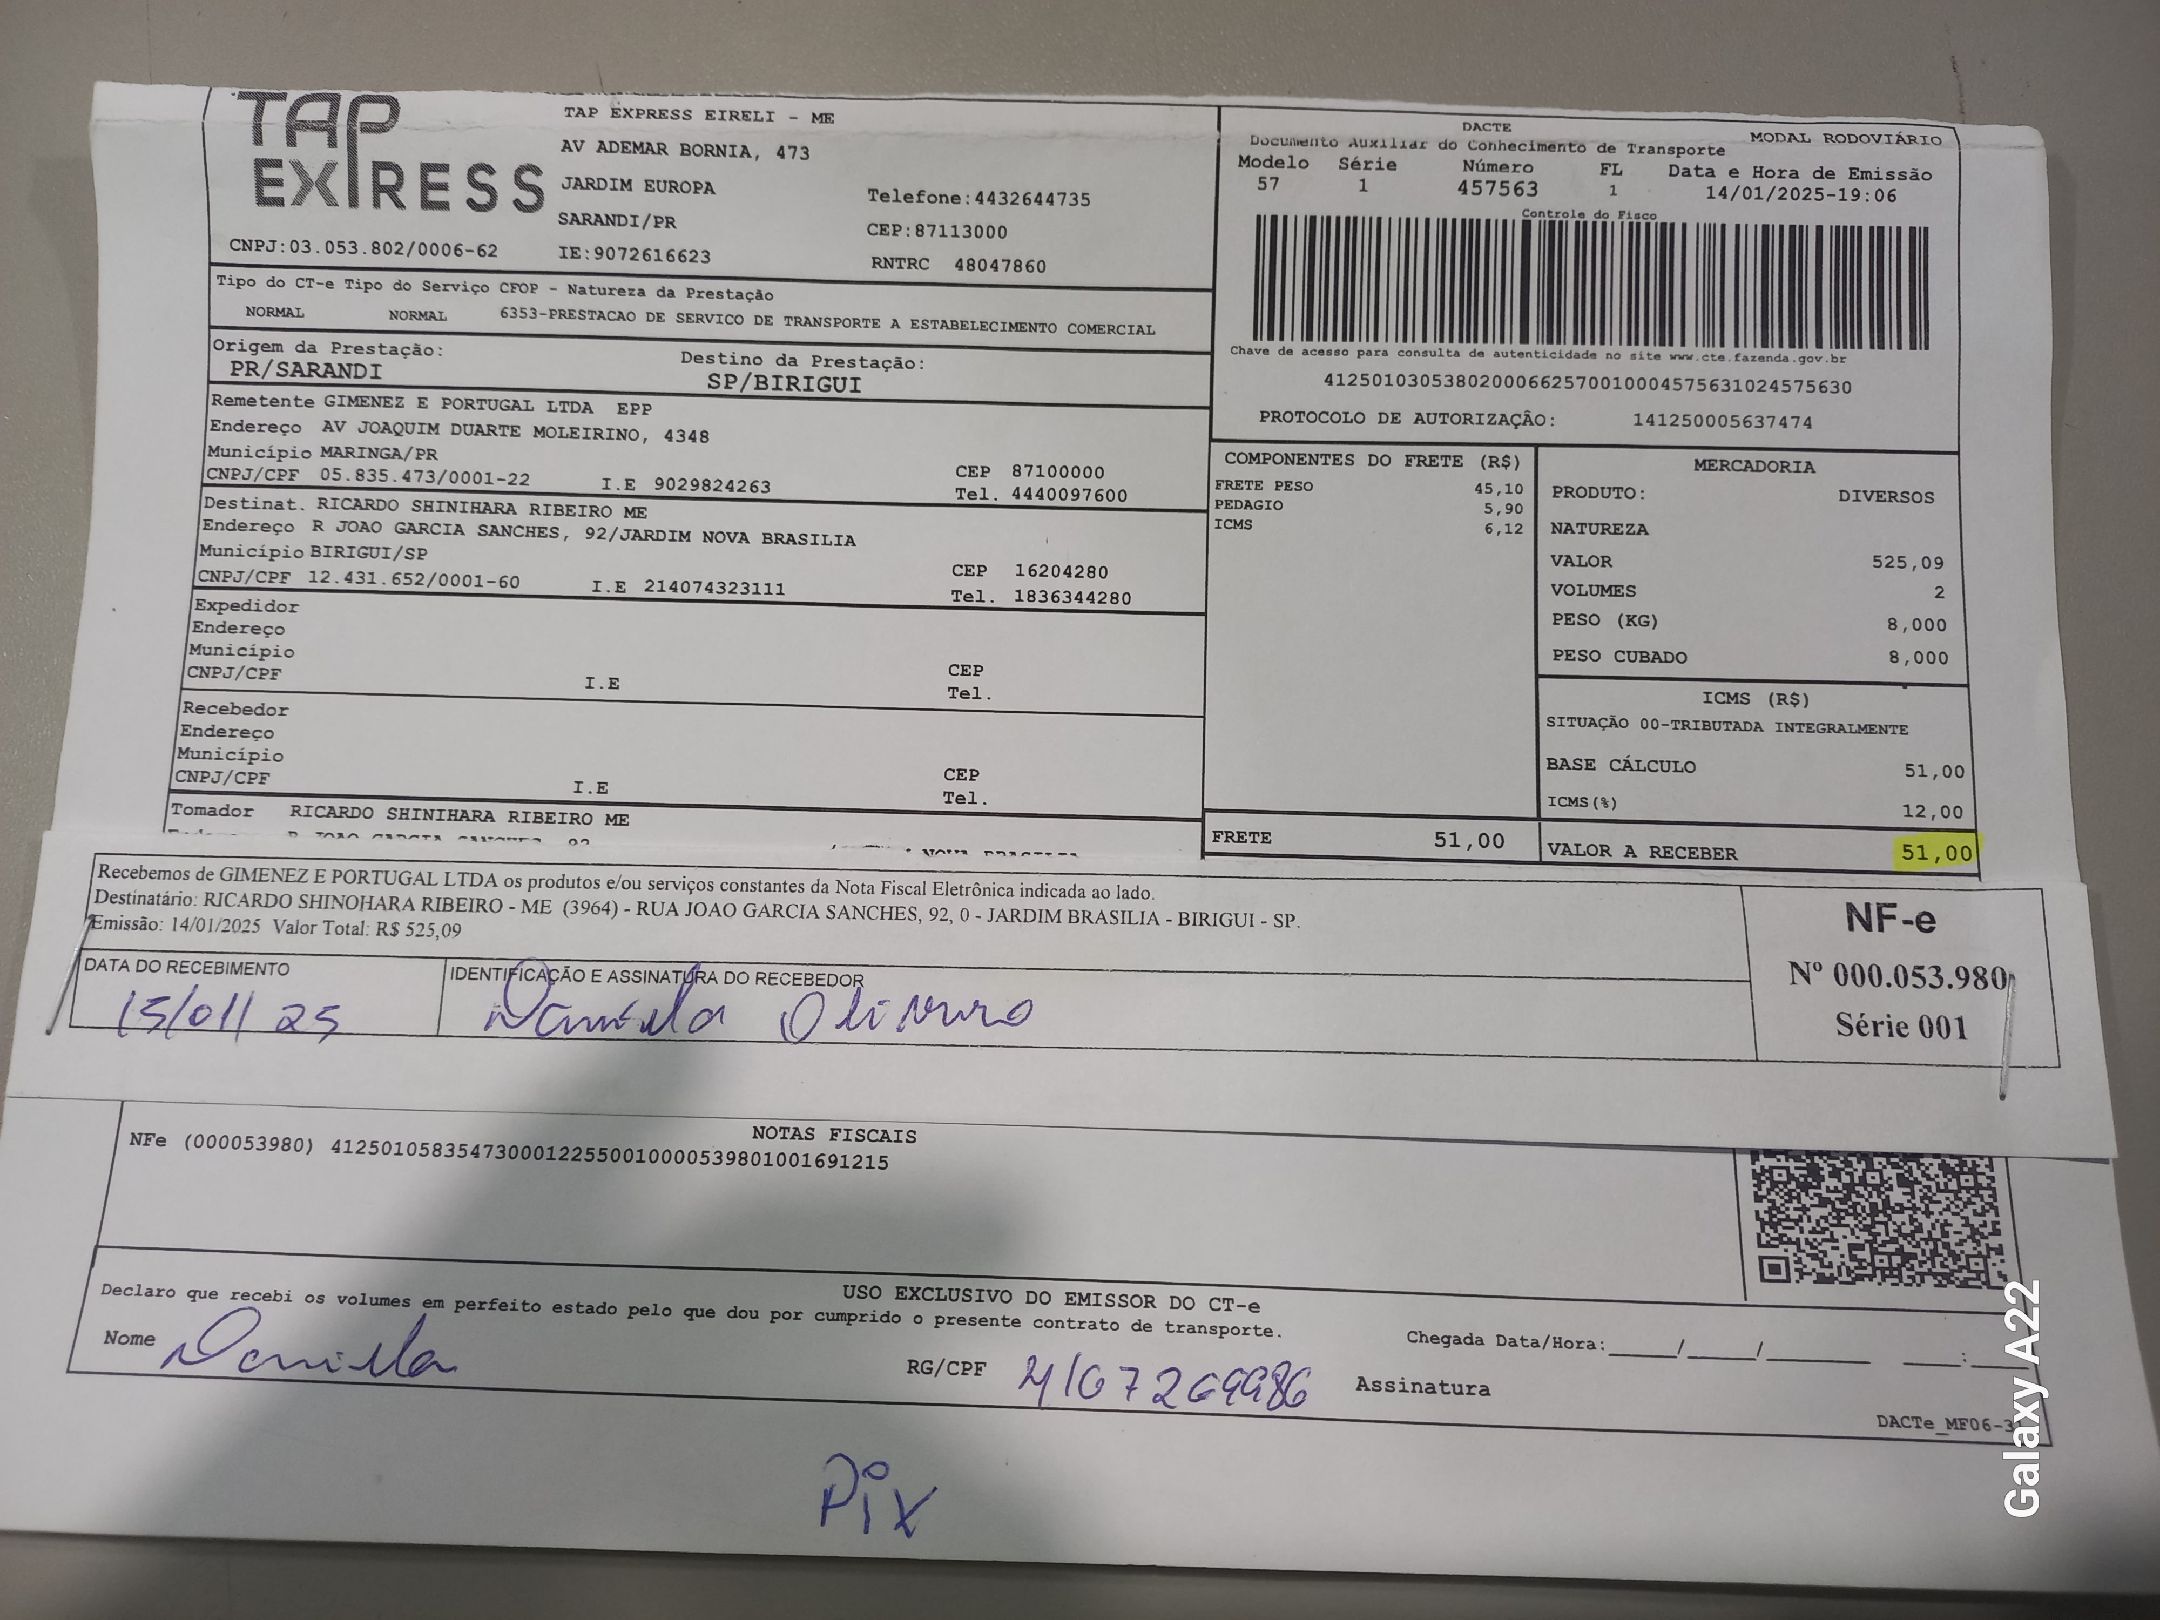 TAP EXPRESS
TAP EXPRESS EIRELI - ME
AV ADEMAR BORNIA, 473
JARDIM EUROPA Telefone:4432644735
SARANDI/PR CEP:87113000
CNPJ:03.053.802/0006-62 IE:9072616623 RNTRC 48047860
DACTE MODAL RODOVIÁRIO
Documento Auxiliar do Conhecimento de Transporte
Modelo Série Número FL Data e Hora de Emissão
57 1 457563 1 14/01/2025-19:06
Controle do Fisco
Chave de acesso para consulta de autenticidade no site www.cte.fazenda.gov.br
41250103053802000662570010004575631024575630
PROTOCOLO DE AUTORIZAÇÂO: 141250005637474
Tipo do CT-e Tipo do Serviço CFOP - Natureza da Prestação
NORMAL NORMAL 6353-PRESTACAO DE SERVICO DE TRANSPORTE A ESTABELECIMENTO COMERCIAL
Origem da Prestação: Destino da Prestação:
PR/SARANDI SP/BIRIGUI
Remetente GIMENEZ E PORTUGAL LTDA EPP
Endereço AV JOAQUIM DUARTE MOLEIRINO, 4348
Município MARINGA/PR CEP 87100000
CNPJ/CPF 05.835.473/0001-22 I.E 9029824263 Tel. 4440097600
Destinat. RICARDO SHINIHARA RIBEIRO ME
Endereço R JOAO GARCIA SANCHES, 92/JARDIM NOVA BRASILIA
Município BIRIGUI/SP CEP 16204280
CNPJ/CPF 12.431.652/0001-60 I.E 214074323111 Tel. 1836344280
Expedidor
Endereço
Município CEP
CNPJ/CPF I.E Tel.
Recebedor
Endereço
Município CEP
CNPJ/CPF I.E Tel.
Tomador RICARDO SHINIHARA RIBEIRO ME
COMPONENTES DO FRETE (R$)
FRETE PESO 45,10
PEDAGIO 5,90
ICMS 6,12
FRETE 51,00
MERCADORIA
PRODUTO: DIVERSOS
NATUREZA
VALOR 525,09
VOLUMES 2
PESO (KG) 8,000
PESO CUBADO 8,000
ICMS (R$)
SITUAÇÃO 00-TRIBUTADA INTEGRALMENTE
BASE CÁLCULO 51,00
ICMS(%) 12,00
VALOR A RECEBER 51,00
Recebemos de GIMENEZ E PORTUGAL LTDA os produtos e/ou serviços constantes da Nota Fiscal Eletrônica indicada ao lado.
Destinatário: RICARDO SHINOHARA RIBEIRO - ME (3964) - RUA JOAO GARCIA SANCHES, 92, 0 - JARDIM BRASILIA - BIRIGUI - SP.
Emissão: 14/01/2025 Valor Total: R$ 525,09
DATA DO RECEBIMENTO IDENTIFICAÇÃO E ASSINATURA DO RECEBEDOR
15/01/25
NF-e
Nº 000.053.980
Série 001
NOTAS FISCAIS
NFe (000053980) 41250105835473000122550010000539801001691215
USO EXCLUSIVO DO EMISSOR DO CT-e
Declaro que recebi os volumes em perfeito estado pelo que dou por cumprido o presente contrato de transporte.
Nome RG/CPF Chegada Data/Hora: / / :
Assinatura
Pix
Galaxy A22